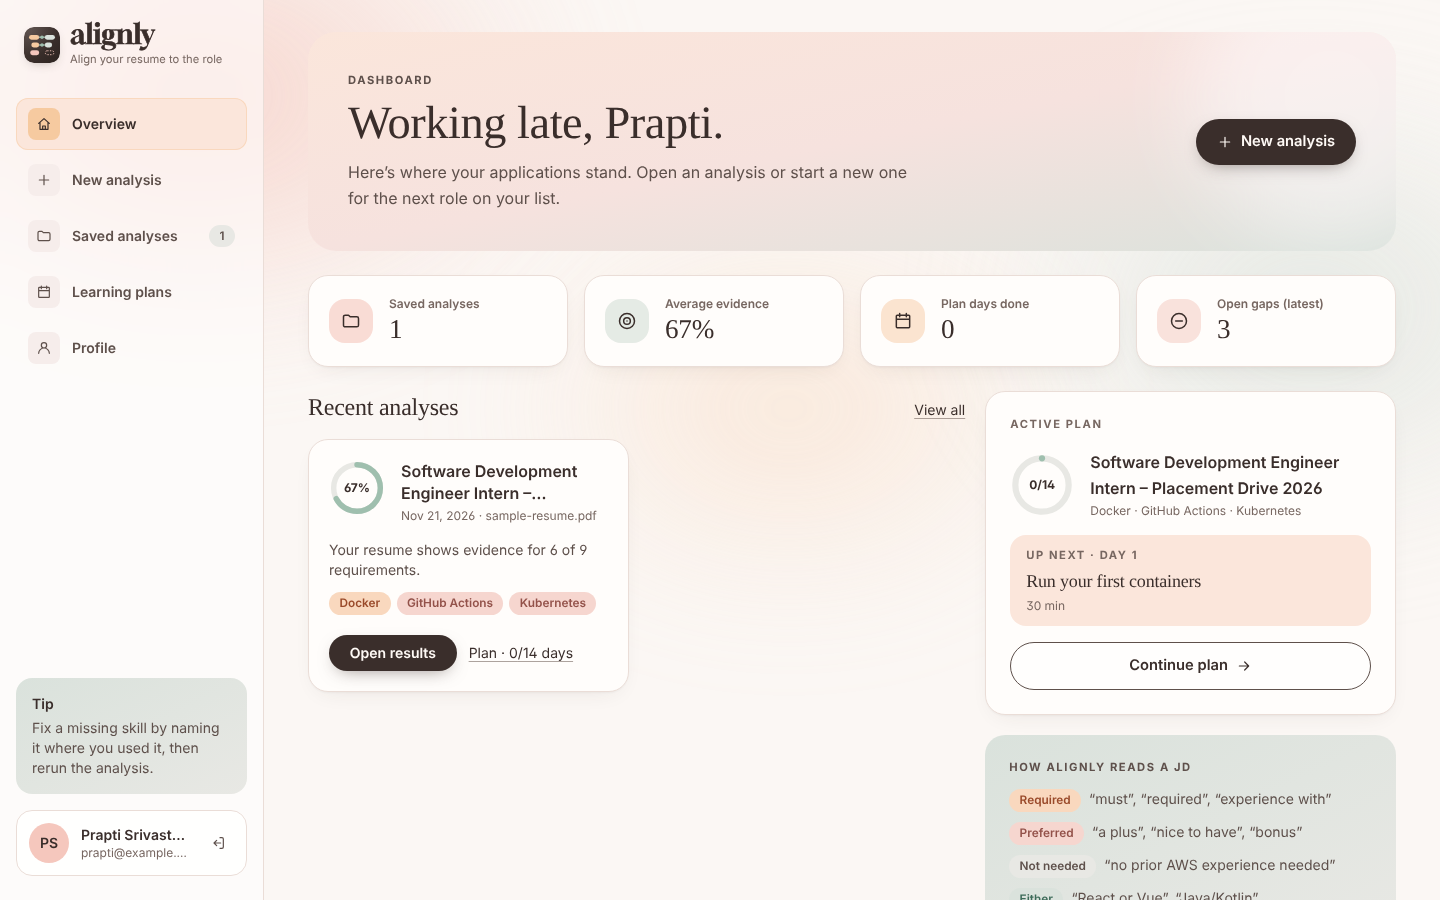 alignly
Align your resume to the role
Overview
New analysis
Saved analyses
1
Learning plans
Profile
Tip
Fix a missing skill by naming
it where you used it, then
rerun the analysis.
PS
Prapti Srivast...
prapti@example....
DASHBOARD
Working late, Prapti.
Here’s where your applications stand. Open an analysis or start a new one
for the next role on your list.
New analysis
Saved analyses
1
Average evidence
67%
Plan days done
0
Open gaps (latest)
3
Recent analyses
View all
67%
Software Development
Engineer Intern –...
Nov 21, 2026 · sample-resume.pdf
Your resume shows evidence for 6 of 9
requirements.
Docker
GitHub Actions
Kubernetes
Open results
Plan · 0/14 days
ACTIVE PLAN
0/14
Software Development Engineer
Intern – Placement Drive 2026
Docker · GitHub Actions · Kubernetes
UP NEXT · DAY 1
Run your first containers
30 min
Continue plan →
HOW ALIGNLY READS A JD
Required “must”, “required”, “experience with”
Preferred “a plus”, “nice to have”, “bonus”
Not needed “no prior AWS experience needed”
Either “React or Vue”, “Java/Kotlin”